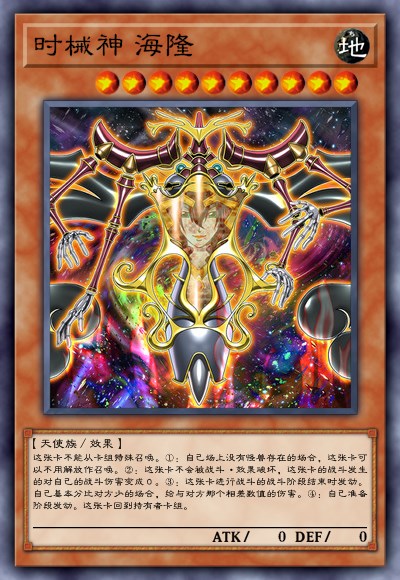 时械神 海隆
地
【天使族／效果】
这张卡不能从卡组特殊召唤。①：自己场上没有怪兽存在的场合，这张卡可
以不用解放作召唤。②：这张卡不会被战斗·效果破坏，这张卡的战斗发生
的对自己的战斗伤害变成０。③：这张卡进行战斗的战斗阶段结束时发动。
自己基本分比对方少的场合，给与对方那个相差数值的伤害。④：自己准备
阶段发动。这张卡回到持有者卡组。
ATK/ 0 DEF/ 0